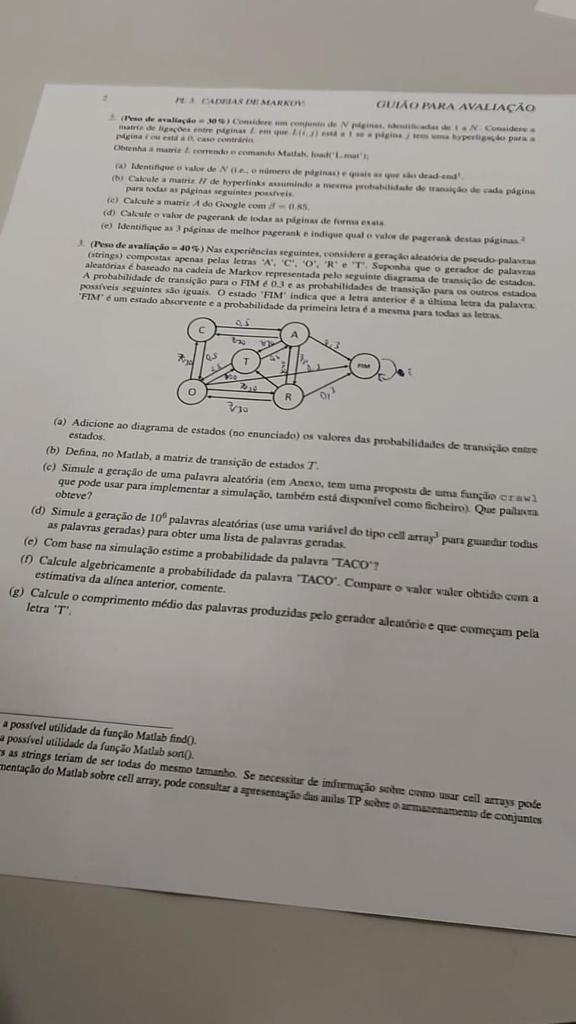 2
PL 3. CADEIAS DE MARKOV
GUIÃO PARA AVALIAÇÃO
2. (Peso de avaliação = 30 %) Considere um conjunto de N páginas, identificadas de 1 a N. Considere a
matriz de ligações entre páginas L em que L(i, j) está a 1 se a página j tem uma hyperligação para a
página i ou está a 0, caso contrário.
Obtenha a matriz L correndo o comando Matlab, load('L.mat');
(a) Identifique o valor de N (i.e., o número de páginas) e quais as que são dead-end¹.
(b) Calcule a matriz H de hyperlinks assumindo a mesma probabilidade de transição de cada página
para todas as páginas seguintes possíveis.
(c) Calcule a matriz A do Google com β = 0.85.
(d) Calcule o valor de pagerank de todas as páginas de forma exata.
(e) Identifique as 3 páginas de melhor pagerank e indique qual o valor de pagerank destas páginas.²
3. (Peso de avaliação = 40 %) Nas experiências seguintes, considere a geração aleatória de pseudo-palavras
(strings) compostas apenas pelas letras 'A', 'C', 'O', 'R' e 'T'. Suponha que o gerador de palavras
aleatórias é baseado na cadeia de Markov representada pelo seguinte diagrama de transição de estados.
A probabilidade de transição para o FIM é 0.3 e as probabilidades de transição para os outros estados
possíveis seguintes são iguais. O estado 'FIM' indica que a letra anterior é a última letra da palavra;
'FIM' é um estado absorvente e a probabilidade da primeira letra é a mesma para todas as letras.
C
0,5
A
T
FIM
0,5
7/30
O
R
7/30
(a) Adicione ao diagrama de estados (no enunciado) os valores das probabilidades de transição entre
estados.
(b) Defina, no Matlab, a matriz de transição de estados T.
(c) Simule a geração de uma palavra aleatória (em Anexo, tem uma proposta de uma função crawl
que pode usar para implementar a simulação, também está disponível como ficheiro). Que palavra
obteve?
(d) Simule a geração de 10⁶ palavras aleatórias (use uma variável do tipo cell array³ para guardar todas
as palavras geradas) para obter uma lista de palavras geradas.
(e) Com base na simulação estime a probabilidade da palavra "TACO"?
(f) Calcule algebricamente a probabilidade da palavra "TACO". Compare o valor valor obtido com a
estimativa da alínea anterior, comente.
(g) Calcule o comprimento médio das palavras produzidas pelo gerador aleatório e que começam pela
letra 'T'.
a possível utilidade da função Matlab find().
a possível utilidade da função Matlab sort().
s as strings teriam de ser todas do mesmo tamanho. Se necessitar de informação sobre como usar cell arrays pode
mentação do Matlab sobre cell array, pode consultar a apresentação das aulas TP sobre o armazenamento de conjuntos